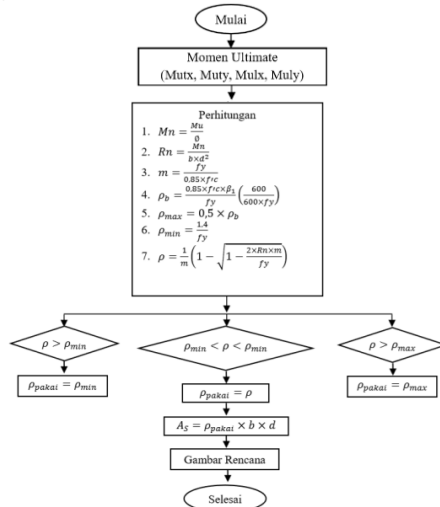 Mulai
Momen Ultimate
(Mutx, Muty, Mulx, Muly)
Perhitungan
1. Mn = Mu/∅
2. Rn = Mn/(b×d²)
3. m = fy/(0,85×f′c)
4. ρb = (0,85×f′c×β1)/fy (600/(600×fy))
5. ρmax = 0,5 × ρb
6. ρmin = 1,4/fy
7. ρ = 1/m (1 − √(1 − (2×Rn×m)/fy))
ρ > ρmin
ρmin < ρ < ρmin
ρ > ρmax
ρpakai = ρmin
ρpakai = ρ
ρpakai = ρmax
As = ρpakai × b × d
Gambar Rencana
Selesai